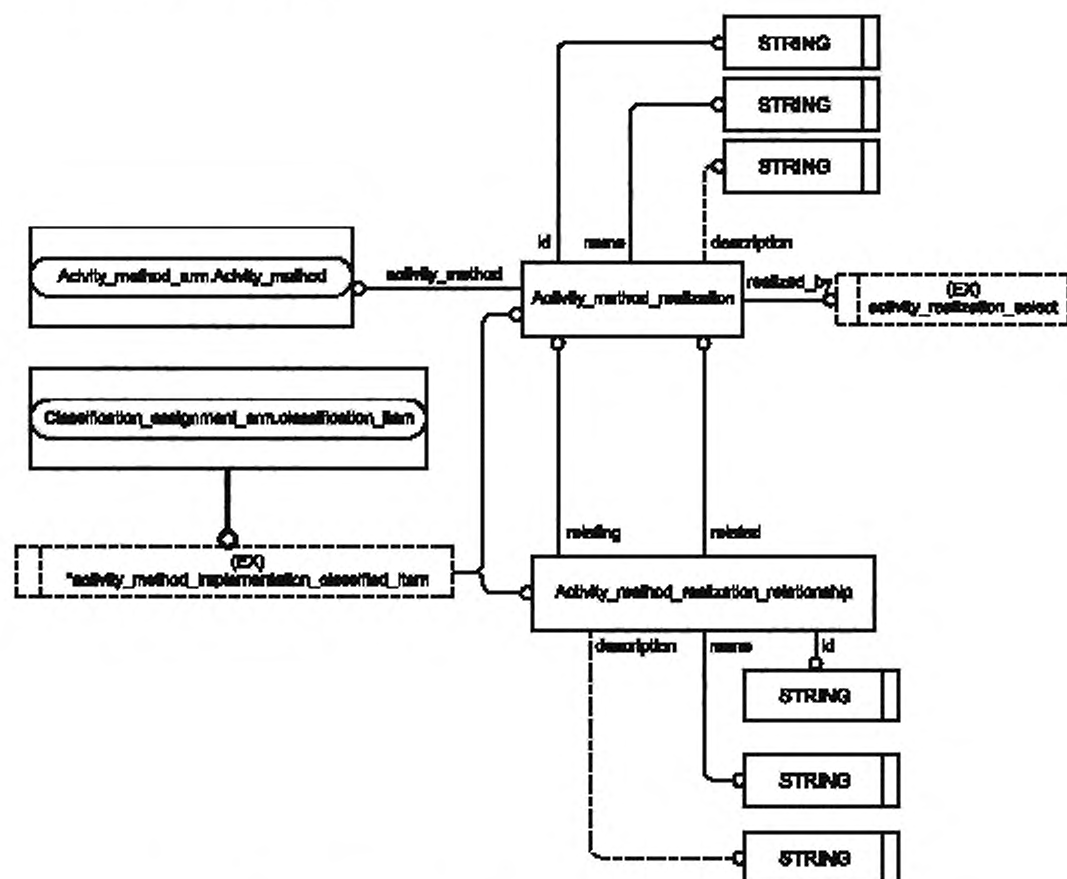 STRING
STRING
STRING
id
name
description
Activity_method_arm.Activity_method
activity_method
Activity_method_realization
realized_by
(EX)
activity_realization_select
Classification_assignment_arm.classification_item
relating
related
(EX)
*activity_method_implementation_classified_item
Activity_method_realization_relationship
description
name
id
STRING
STRING
STRING